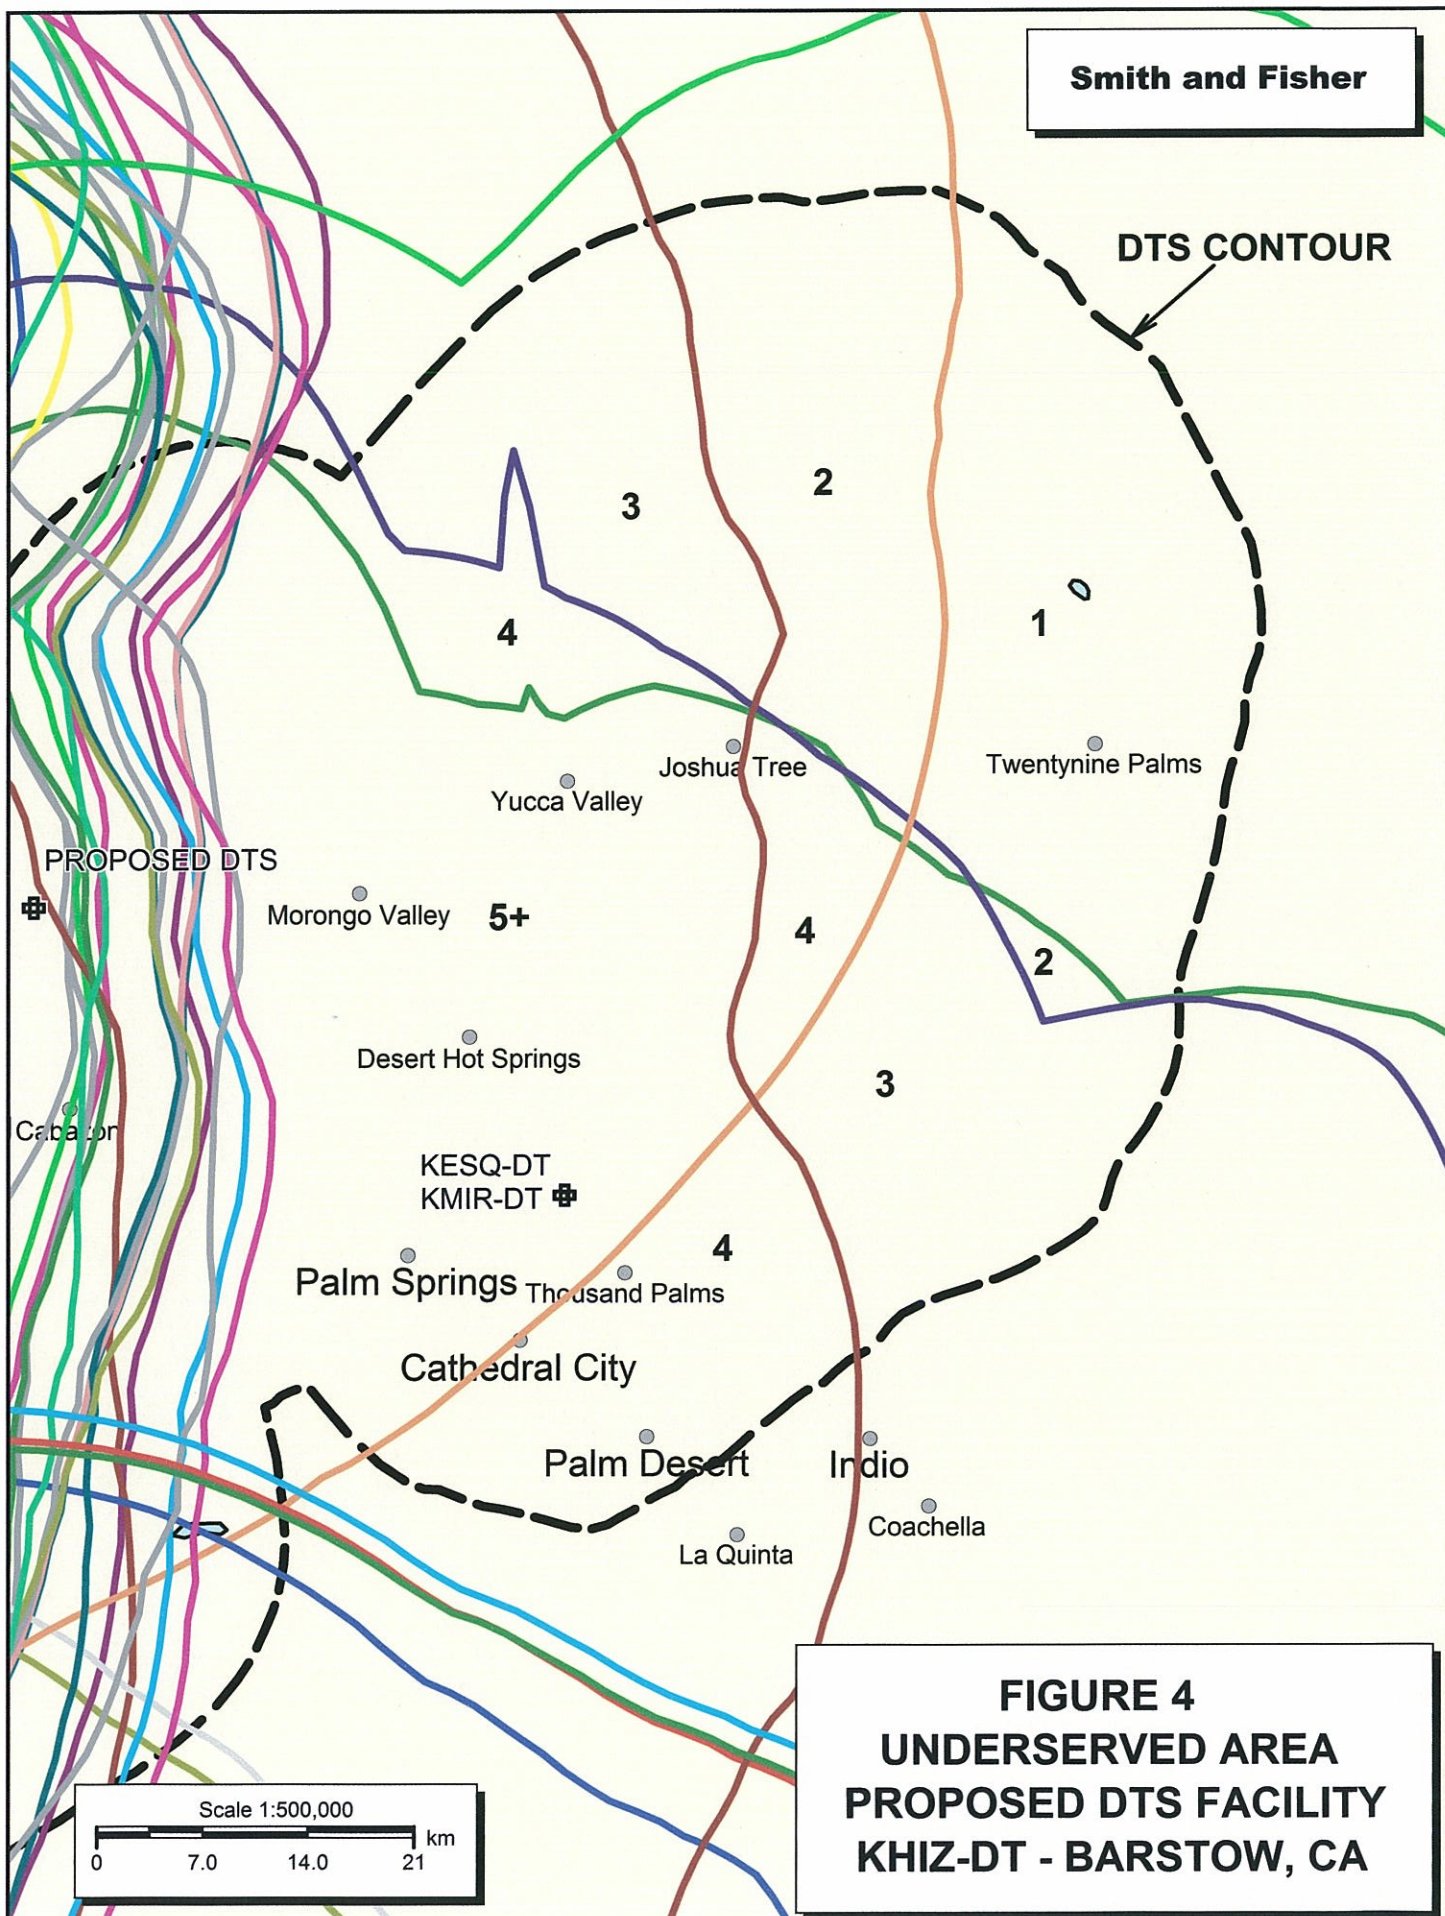 Smith and Fisher
DTS CONTOUR
3
2
4
1
Joshua Tree
Twentynine Palms
Yucca Valley
PROPOSED DTS
Morongo Valley
5+
4
2
Desert Hot Springs
3
Cabazon
KESQ-DT
KMIR-DT
4
Palm Springs
Thousand Palms
Cathedral City
Palm Desert
Indio
Coachella
La Quinta
FIGURE 4
UNDERSERVED AREA
PROPOSED DTS FACILITY
KHIZ-DT - BARSTOW, CA
Scale 1:500,000
km
0 7.0 14.0 21